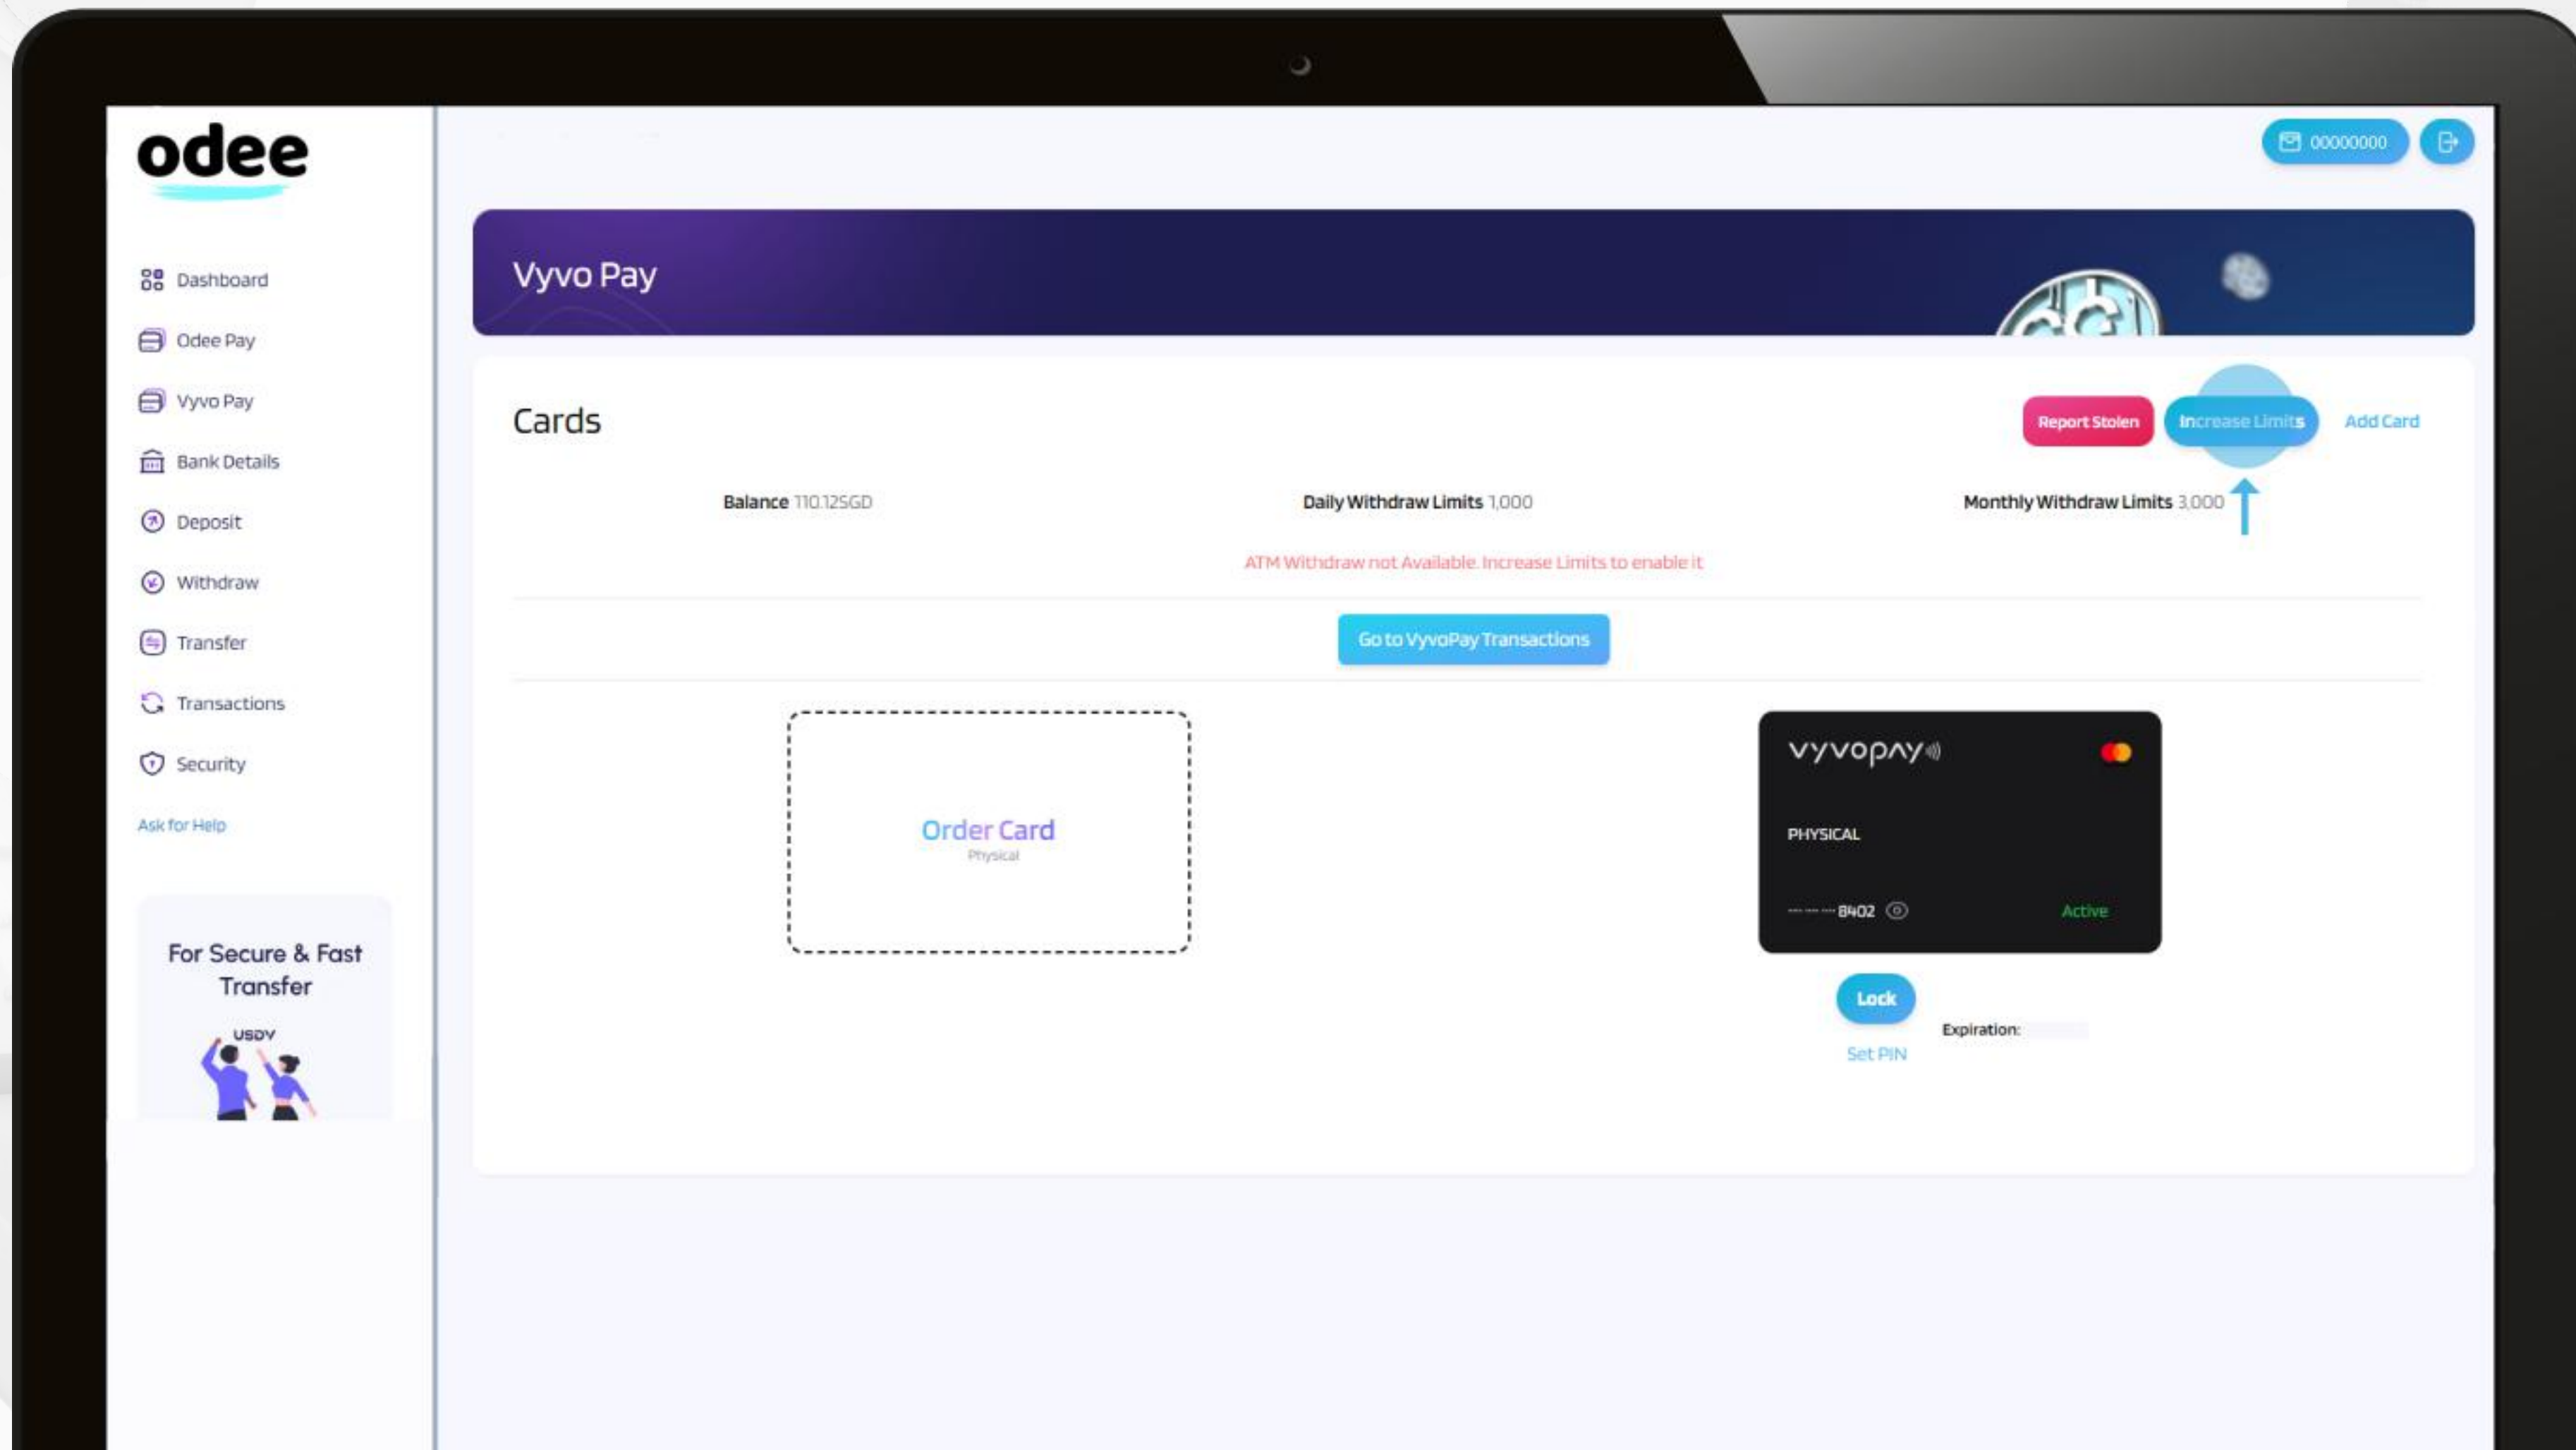 odee
00000000
Dashboard
Odee Pay
Vyvo Pay
Bank Details
Deposit
Withdraw
Transfer
Transactions
Security
Ask for Help
For Secure & Fast
Transfer
USDV
Vyvo Pay
Cards
Report Stolen
Increase Limits
Add Card
Balance 110.12SGD
Daily Withdraw Limits 1,000
Monthly Withdraw Limits 3,000
ATM Withdraw not Available. Increase Limits to enable it
Go to VyvoPay Transactions
Order Card
Physical
vyvopay
PHYSICAL
8402
Active
Lock
Set PIN
Expiration: